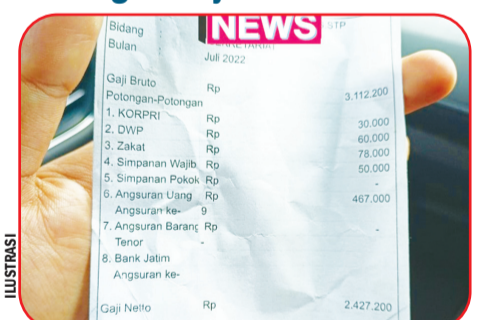 NEWS
Bidang STP
Bulan Juli 2022
Gaji Bruto Rp 3.112.200
Potongan-Potongan
1. KORPRI Rp 30.000
2. DWP Rp 60.000
3. Zakat Rp 78.000
4. Simpanan Wajib Rp 50.000
5. Simpanan Pokok Rp -
6. Angsuran Uang Rp 467.000
Angsuran ke- 9
7. Angsuran Barang Rp -
Tenor -
8. Bank Jatim
Angsuran ke-
Gaji Netto Rp 2.427.200
ILUSTRASI